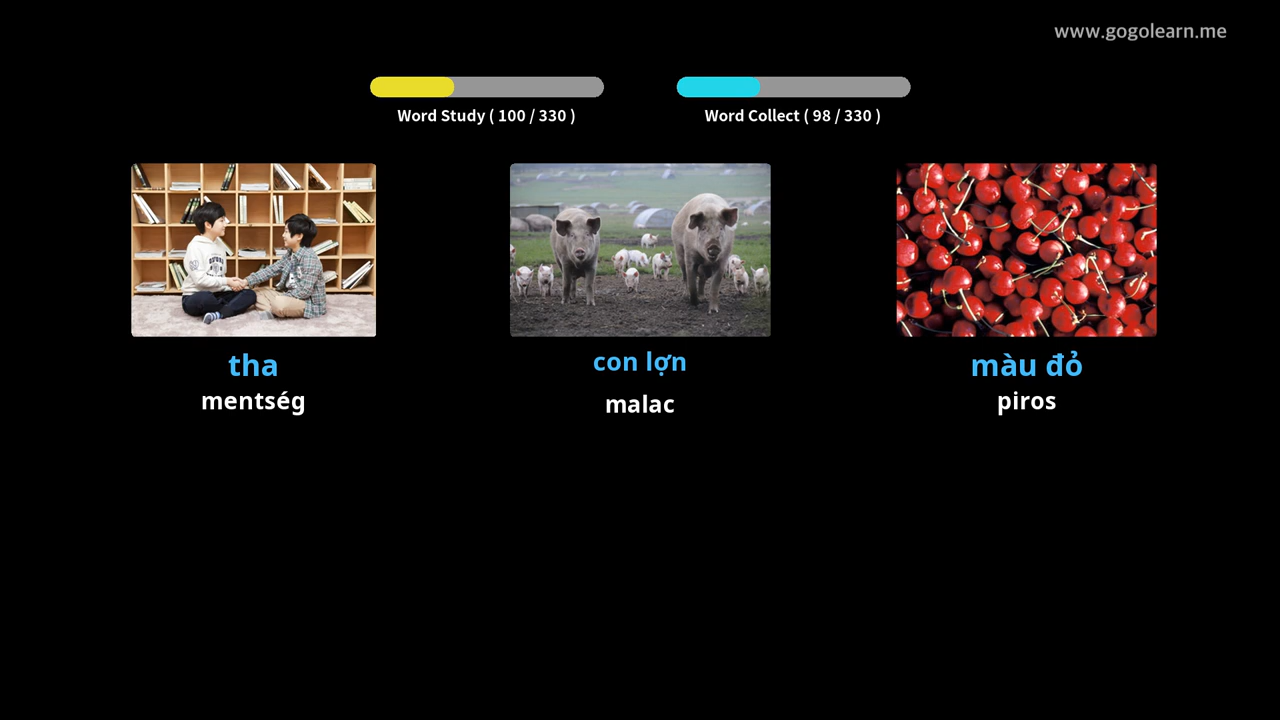 www.gogolearn.me
Word Study ( 100 / 330 )
Word Collect ( 98 / 330 )
tha
mentség
con lợn
malac
màu đỏ
piros